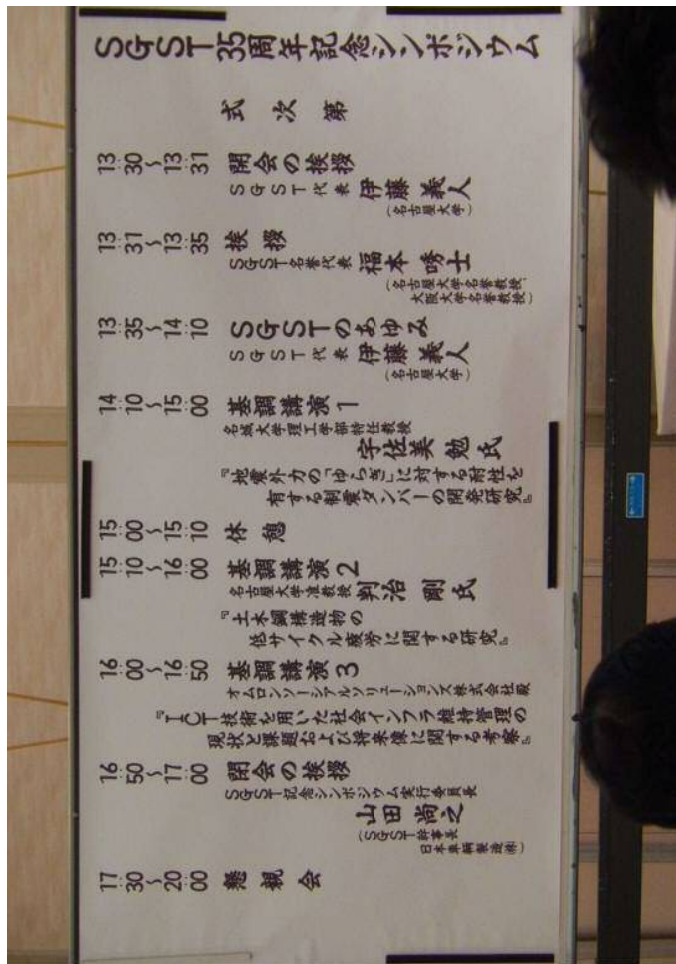 SGST35周年記念シンポジウム
式次第
13:30～13:31 開会の挨拶
SGST代表 伊藤義人
(名古屋大学)
13:31～13:35 挨拶
SGST名誉代表 福本唀士
(名古屋大学名誉教授,
大阪大学名誉教授)
13:35～14:10 SGSTのあゆみ
SGST代表 伊藤義人
(名古屋大学)
14:10～15:00 基調講演1
名城大学理工学部特任教授
宇佐美勉氏
『地震外力の「ゆらぎ」に対する耐性を
有する制震ダンパーの開発研究』
15:00～15:10 休憩
15:10～16:00 基調講演2
名古屋大学准教授 判治剛氏
『土木鋼構造物の
低サイクル疲労に関する研究』
16:00～16:50 基調講演3
オムロンソーシアルソリューションズ株式会社殿
『ICT技術を用いた社会インフラ維持管理の
現状と課題および将来像に関する考察』
16:50～17:00 閉会の挨拶
SGST記念シンポジウム実行委員長
山田尚之
(SGST幹事長
日本車輌製造㈱)
17:30～20:00 懇親会